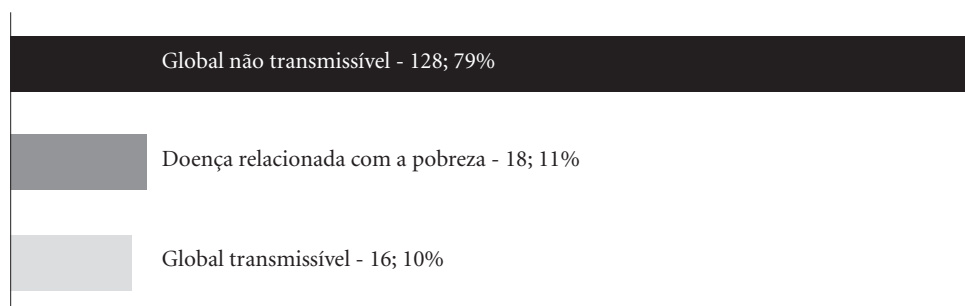 Global não transmissível - 128; 79%
Doença relacionada com a pobreza - 18; 11%
Global transmissível - 16; 10%